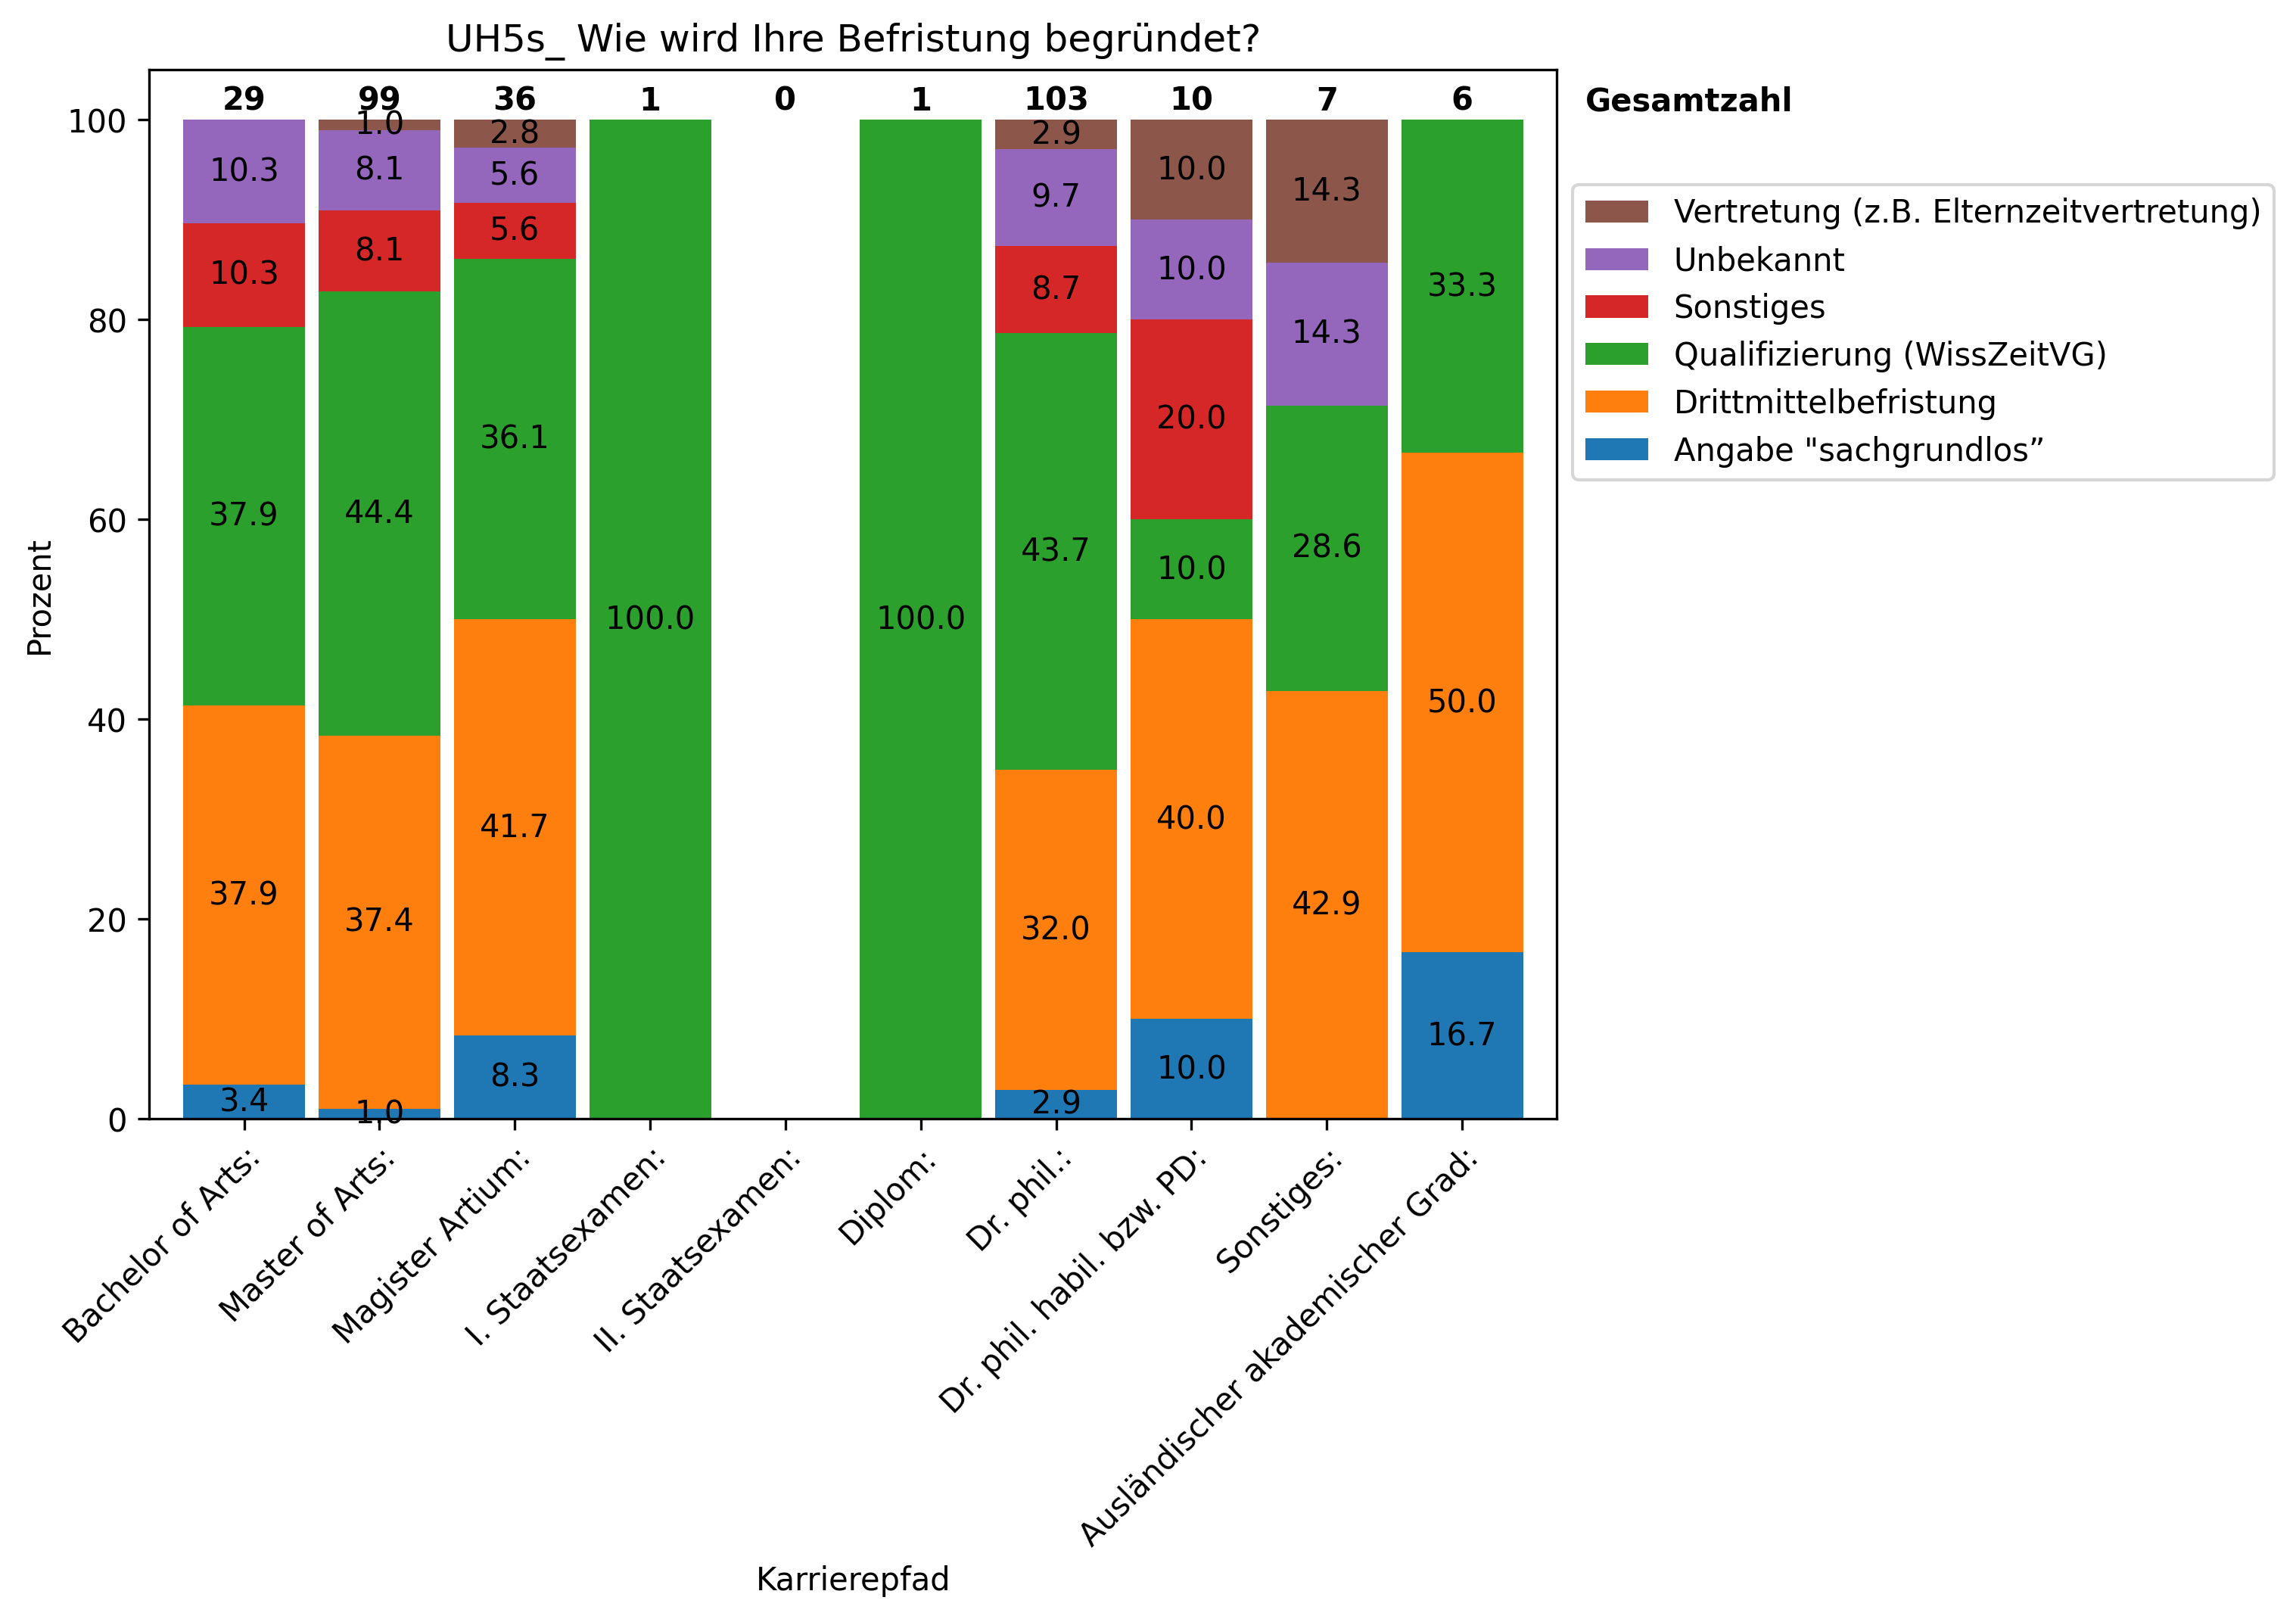 UH5s_ Wie wird Ihre Befristung begründet?
29 99 36 1 0 1 103 10 7 6 Gesamtzahl
Vertretung (z.B. Elternzeitvertretung)
Unbekannt
Sonstiges
Qualifizierung (WissZeitVG)
Drittmittelbefristung
Angabe "sachgrundlos”
Prozent
100
80
60
40
20
0
10.3
10.3
37.9
37.9
3.4
1.0
8.1
8.1
44.4
37.4
1.0
2.8
5.6
5.6
36.1
41.7
8.3
100.0
100.0
2.9
9.7
8.7
43.7
32.0
2.9
10.0
10.0
20.0
10.0
40.0
10.0
14.3
14.3
28.6
42.9
33.3
50.0
16.7
Bachelor of Arts:
Master of Arts:
Magister Artium:
I. Staatsexamen:
II. Staatsexamen:
Diplom:
Dr. phil.:
Dr. phil. habil. bzw. PD:
Sonstiges:
Ausländischer akademischer Grad:
Karrierepfad